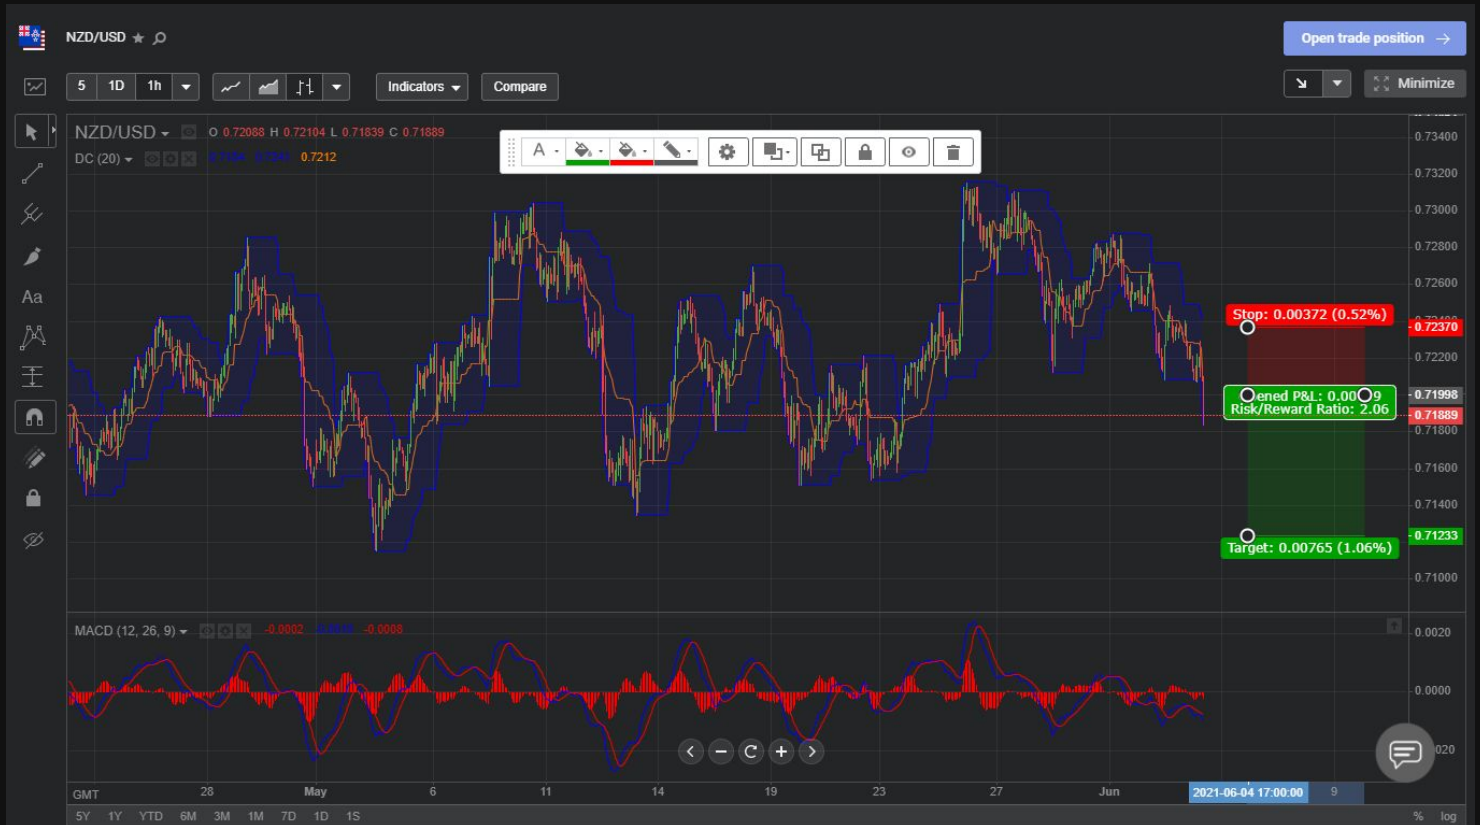 NZD/USD
Open trade position
5 1D 1h
Indicators
Compare
Minimize
NZD/USD O 0.72088 H 0.72104 L 0.71839 C 0.71889
DC (20) 0.7212
A
Aa
0.73400
0.73200
0.73000
0.72800
0.72600
Stop: 0.00372 (0.52%)
0.72370
0.72200
0.71998
Risk/Reward Ratio: 2.06
0.71889
0.71800
0.71600
0.71400
0.71233
Target: 0.00765 (1.06%)
0.71000
MACD (12, 26, 9) -0.0002 -0.0008
0.0020
0.0000
GMT 28 May 6 11 14 19 23 27 Jun 2021-06-04 17:00:00 9
5Y 1Y YTD 6M 3M 1M 7D 1D 1S % log